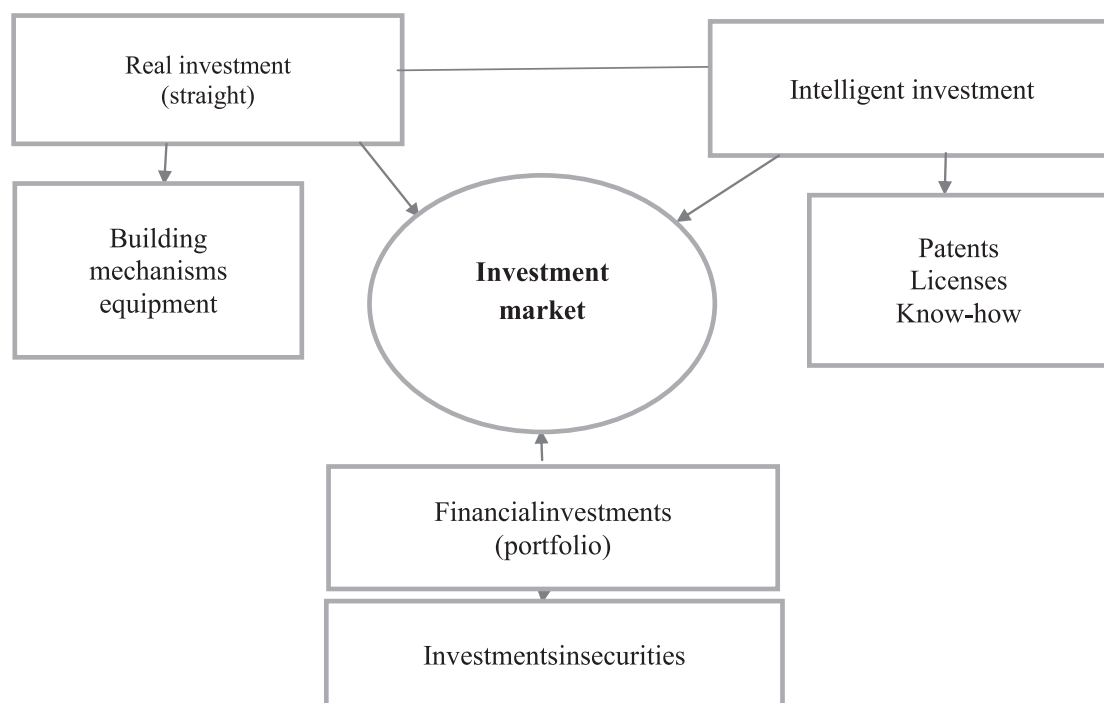 Real investment
(straight)
Intelligent investment
Building
mechanisms
equipment
Investment
market
Patents
Licenses
Know-how
Financialinvestments
(portfolio)
Investmentsinsecurities